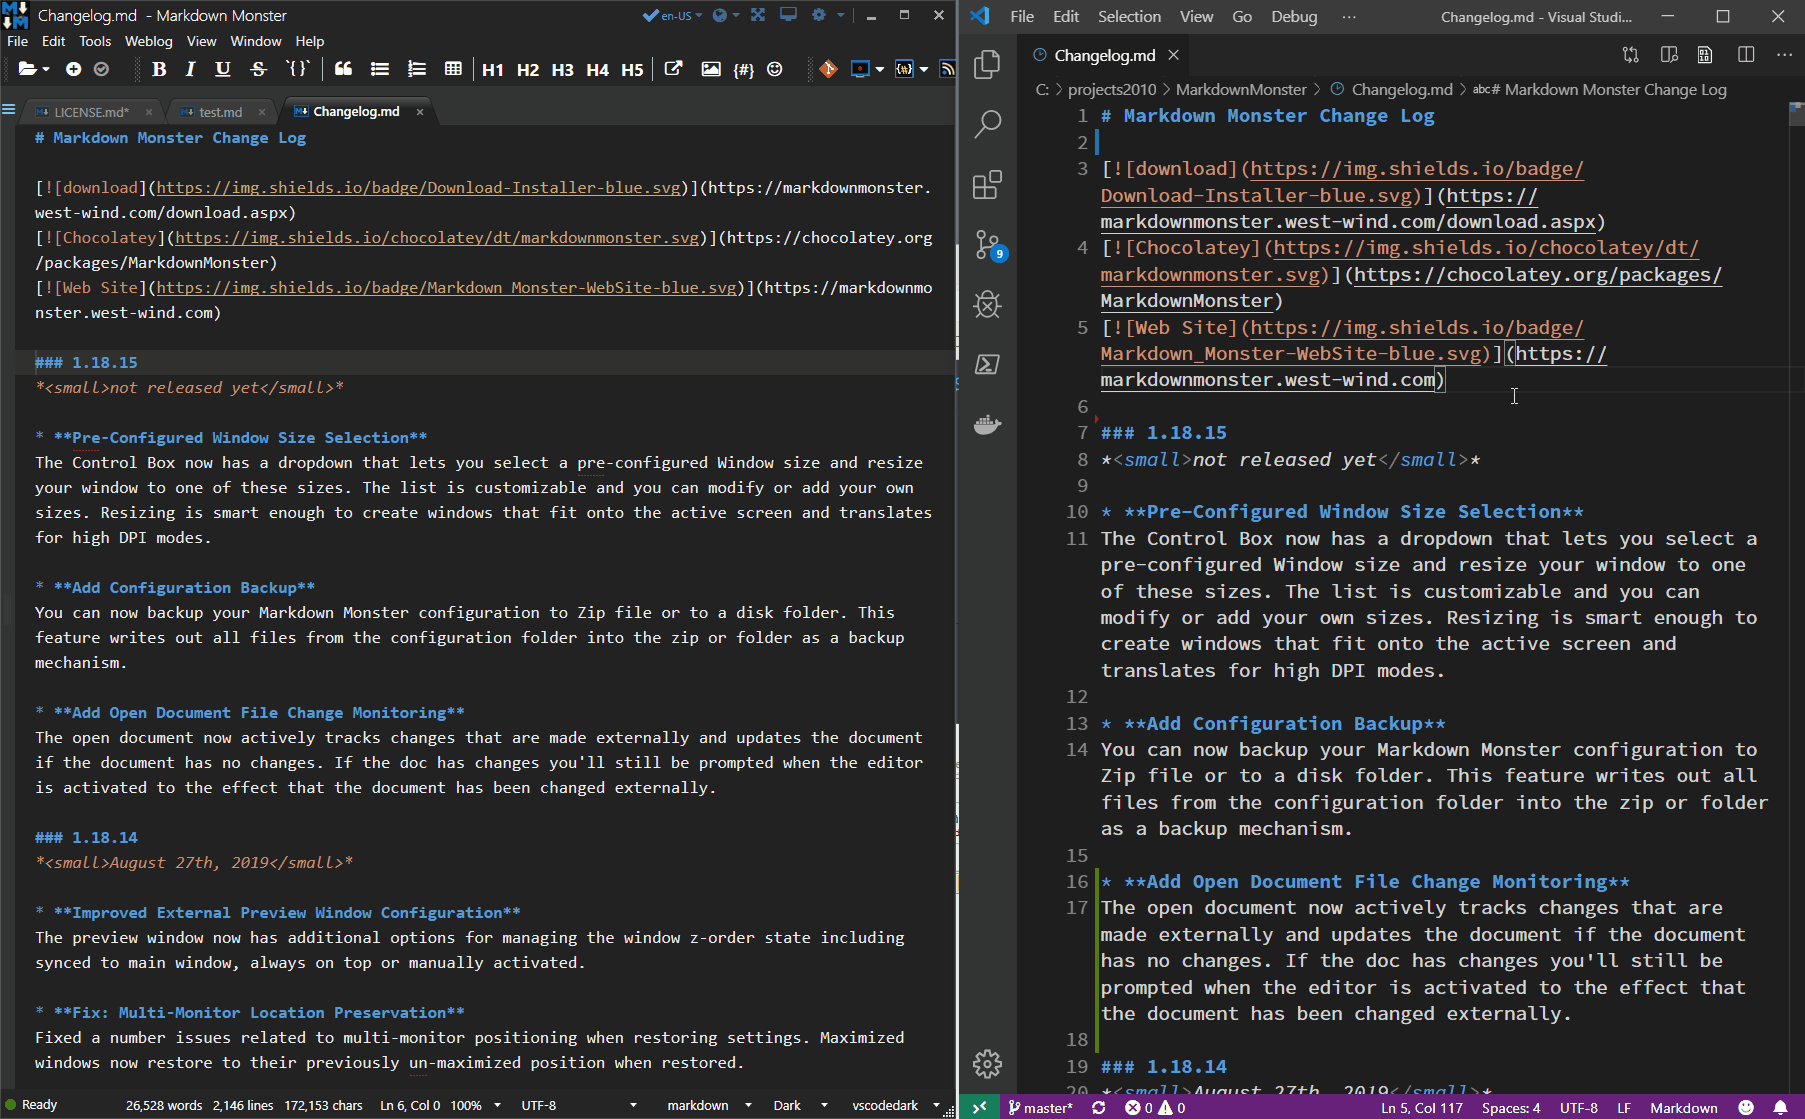 Changelog.md - Markdown Monster
en-US
File Edit Tools Weblog View Window Help
B I U S `{}` H1 H2 H3 H4 H5 {#}
LICENSE.md* × test.md × Changelog.md ×
# Markdown Monster Change Log
[![download](https://img.shields.io/badge/Download-Installer-blue.svg)](https://markdownmonster.
west-wind.com/download.aspx)
[![Chocolatey](https://img.shields.io/chocolatey/dt/markdownmonster.svg)](https://chocolatey.org
/packages/MarkdownMonster)
[![Web Site](https://img.shields.io/badge/Markdown_Monster-WebSite-blue.svg)](https://markdownmo
nster.west-wind.com)
### 1.18.15
*<small>not released yet</small>*
* **Pre-Configured Window Size Selection**
The Control Box now has a dropdown that lets you select a pre-configured Window size and resize
your window to one of these sizes. The list is customizable and you can modify or add your own
sizes. Resizing is smart enough to create windows that fit onto the active screen and translates
for high DPI modes.
* **Add Configuration Backup**
You can now backup your Markdown Monster configuration to Zip file or to a disk folder. This
feature writes out all files from the configuration folder into the zip or folder as a backup
mechanism.
* **Add Open Document File Change Monitoring**
The open document now actively tracks changes that are made externally and updates the document
if the document has no changes. If the doc has changes you'll still be prompted when the editor
is activated to the effect that the document has been changed externally.
### 1.18.14
*<small>August 27th, 2019</small>*
* **Improved External Preview Window Configuration**
The preview window now has additional options for managing the window z-order state including
synced to main window, always on top or manually activated.
* **Fix: Multi-Monitor Location Preservation**
Fixed a number issues related to multi-monitor positioning when restoring settings. Maximized
windows now restore to their previously un-maximized position when restored.
Ready 26,528 words 2,146 lines 172,153 chars Ln 6, Col 0 100% UTF-8 markdown Dark vscodedark
File Edit Selection View Go Debug ··· Changelog.md - Visual Studi...
Changelog.md ×
C: > projects2010 > MarkdownMonster > Changelog.md > abc # Markdown Monster Change Log
9
1 # Markdown Monster Change Log
2
3 [![download](https://img.shields.io/badge/
Download-Installer-blue.svg)](https://
markdownmonster.west-wind.com/download.aspx)
4 [![Chocolatey](https://img.shields.io/chocolatey/dt/
markdownmonster.svg)](https://chocolatey.org/packages/
MarkdownMonster)
5 [![Web Site](https://img.shields.io/badge/
Markdown_Monster-WebSite-blue.svg)](https://
markdownmonster.west-wind.com)
6
7 ### 1.18.15
8 *<small>not released yet</small>*
9
10 * **Pre-Configured Window Size Selection**
11 The Control Box now has a dropdown that lets you select a
pre-configured Window size and resize your window to one
of these sizes. The list is customizable and you can
modify or add your own sizes. Resizing is smart enough to
create windows that fit onto the active screen and
translates for high DPI modes.
12
13 * **Add Configuration Backup**
14 You can now backup your Markdown Monster configuration to
Zip file or to a disk folder. This feature writes out all
files from the configuration folder into the zip or folder
as a backup mechanism.
15
16 * **Add Open Document File Change Monitoring**
17 The open document now actively tracks changes that are
made externally and updates the document if the document
has no changes. If the doc has changes you'll still be
prompted when the editor is activated to the effect that
the document has been changed externally.
18
19 ### 1.18.14
20 *<small>August 27th, 2019</small>*
master* 0 0 Ln 5, Col 117 Spaces: 4 UTF-8 LF Markdown